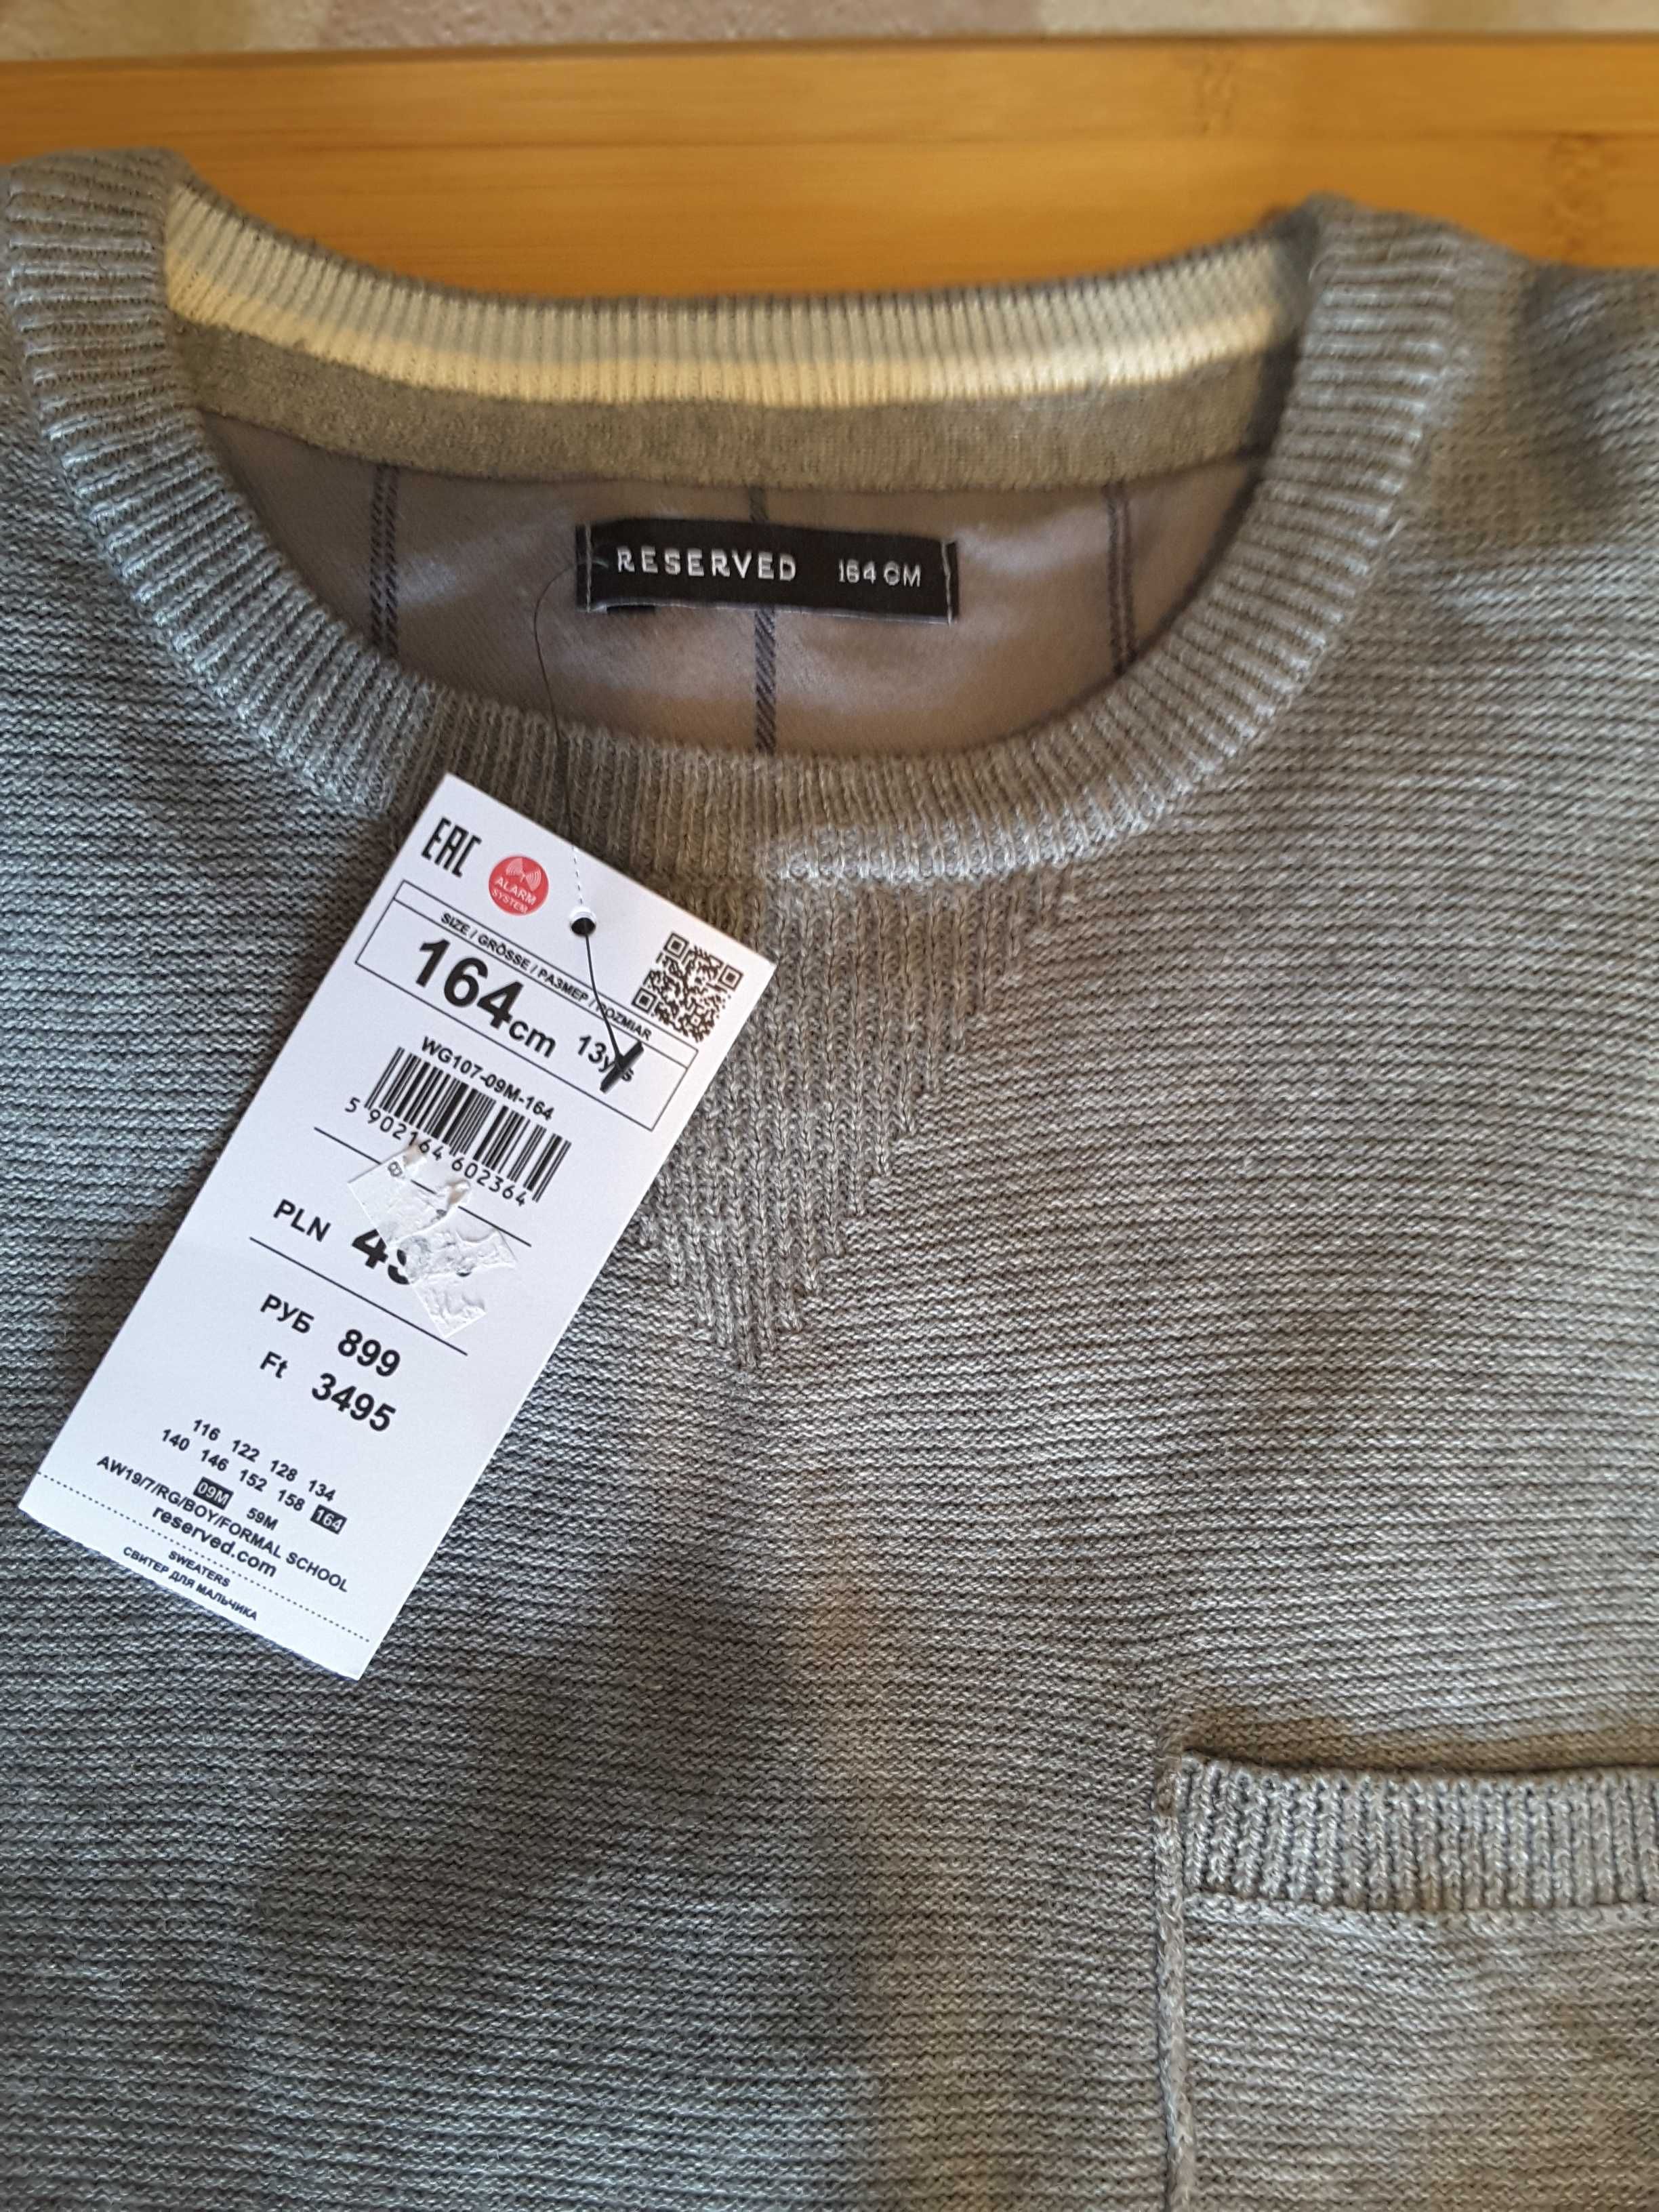 RESERVED 164 CM
EAC
ALARM
SYSTEM
SIZE / GRÖSSE / РАЗМЕР / ROZMIAR
164cm
WG107-09M-164
5 902164 602364
PLN
РУБ 899
Ft 3495
116 122 128 134
140 146 152 158 164
09M 59M
AW19/7/RG/BOY/FORMAL SCHOOL
reserved.com
SWEATERS
СВИТЕР ДЛЯ МАЛЬЧИКА